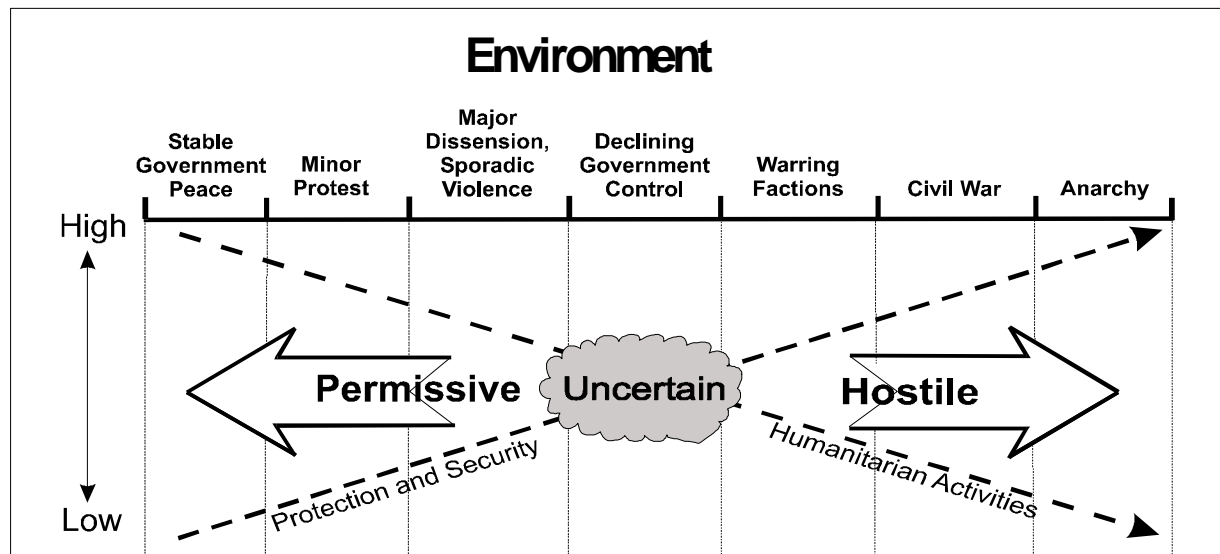 Environment
Stable
Government
Peace
Minor
Protest
Major
Dissension,
Sporadic
Violence
Declining
Government
Control
Warring
Factions
Civil War
Anarchy
High
Low
Permissive
Uncertain
Hostile
Protection and Security
Humanitarian Activities